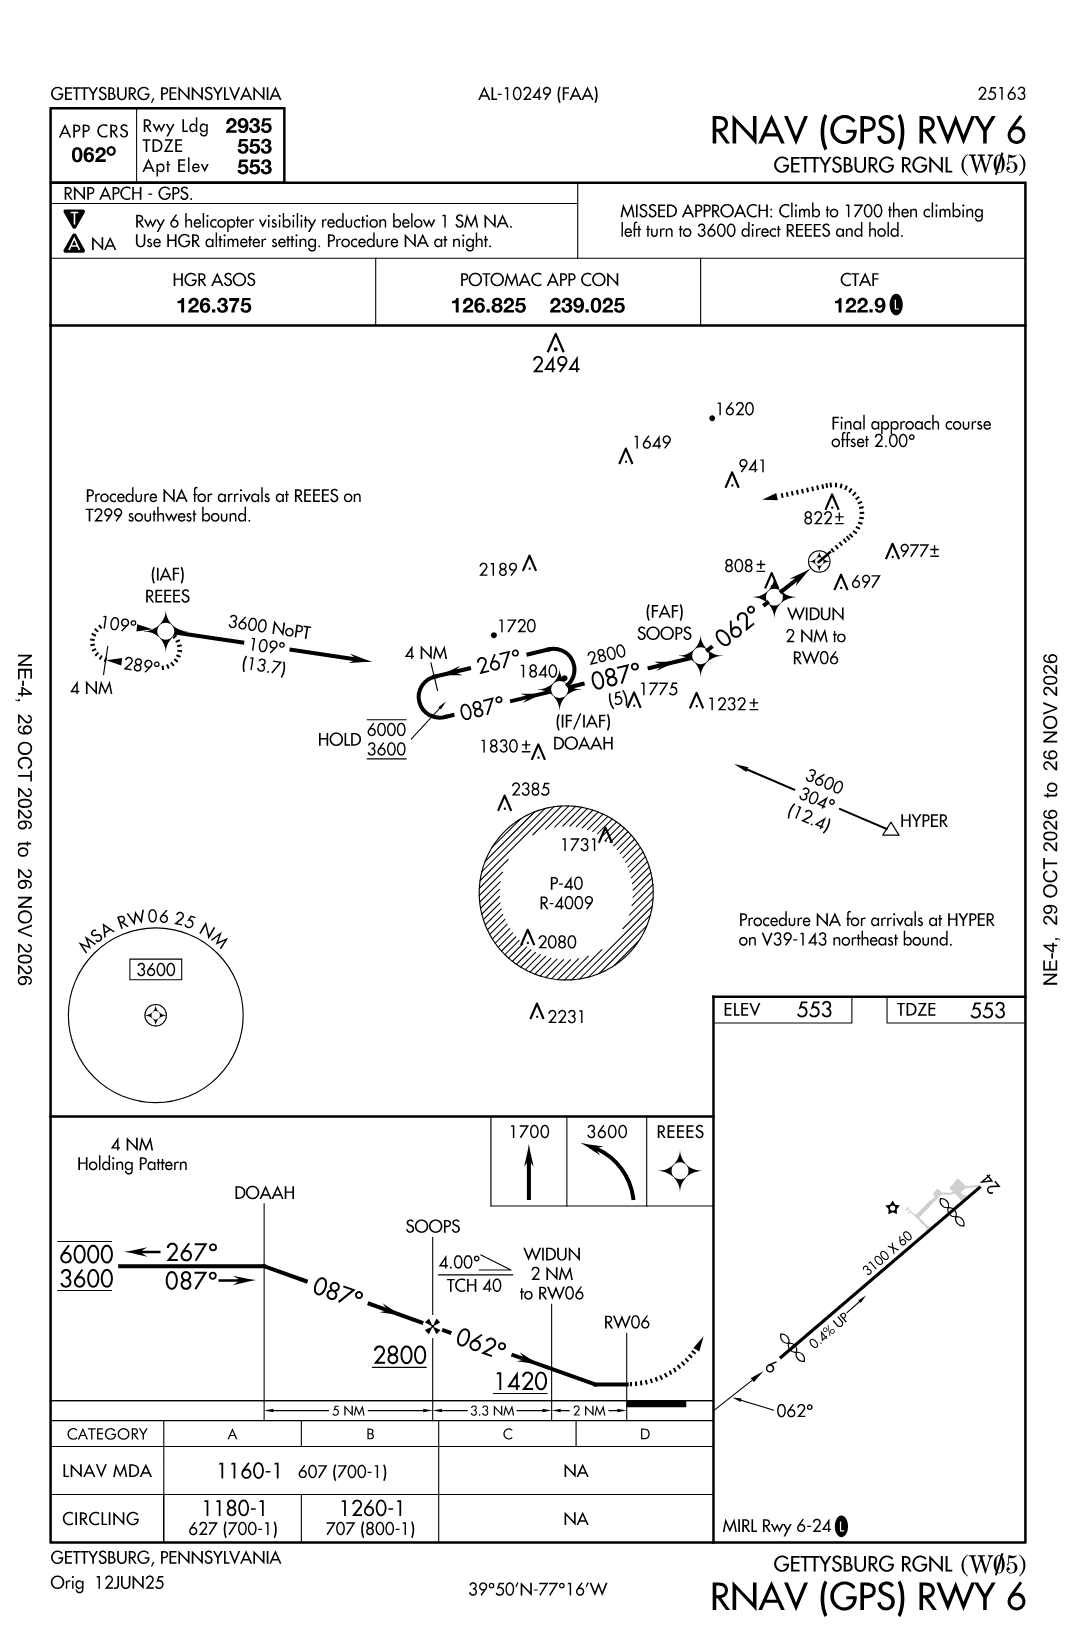 GETTYSBURG, PENNSYLVANIA
AL-10249 (FAA)
25163
APP CRS
062°
Rwy Ldg 2935
TDZE 553
Apt Elev 553
RNAV (GPS) RWY 6
GETTYSBURG RGNL (WØ5)
RNP APCH - GPS.
T
A NA
Rwy 6 helicopter visibility reduction below 1 SM NA.
Use HGR altimeter setting. Procedure NA at night.
MISSED APPROACH: Climb to 1700 then climbing
left turn to 3600 direct REEES and hold.
HGR ASOS
126.375
POTOMAC APP CON
126.825 239.025
CTAF
122.9 L
2494
1620
1649
941
Final approach course
offset 2.00°
Procedure NA for arrivals at REEES on
T299 southwest bound.
822±
977±
2189
808±
697
(IAF)
REEES
109°
289°
4 NM
3600 NoPT
109°
(13.7)
1720
4 NM
267°
1840
087°
HOLD
6000
3600
(IF/IAF)
DOAAH
2800
087°
(5)
1775
(FAF)
SOOPS
062°
WIDUN
2 NM to
RW06
1232±
1830±
2385
3600
304°
(12.4)
HYPER
1731
P-40
R-4009
2080
2231
Procedure NA for arrivals at HYPER
on V39-143 northeast bound.
MSA RW06 25 NM
3600
NE-4, 29 OCT 2026 to 26 NOV 2026
NE-4, 29 OCT 2026 to 26 NOV 2026
ELEV 553
TDZE 553
24
3100 X 60
0.4% UP
6
062°
MIRL Rwy 6-24 L
4 NM
Holding Pattern
1700
3600
REEES
DOAAH
SOOPS
6000
3600
267°
087°
087°
4.00°
TCH 40
WIDUN
2 NM
to RW06
RW06
062°
2800
1420
5 NM
3.3 NM
2 NM
CATEGORY A B C D
LNAV MDA 1160-1 607 (700-1) NA
CIRCLING 1180-1 627 (700-1) 1260-1 707 (800-1) NA
GETTYSBURG, PENNSYLVANIA
Orig 12JUN25
39°50'N-77°16'W
GETTYSBURG RGNL (WØ5)
RNAV (GPS) RWY 6